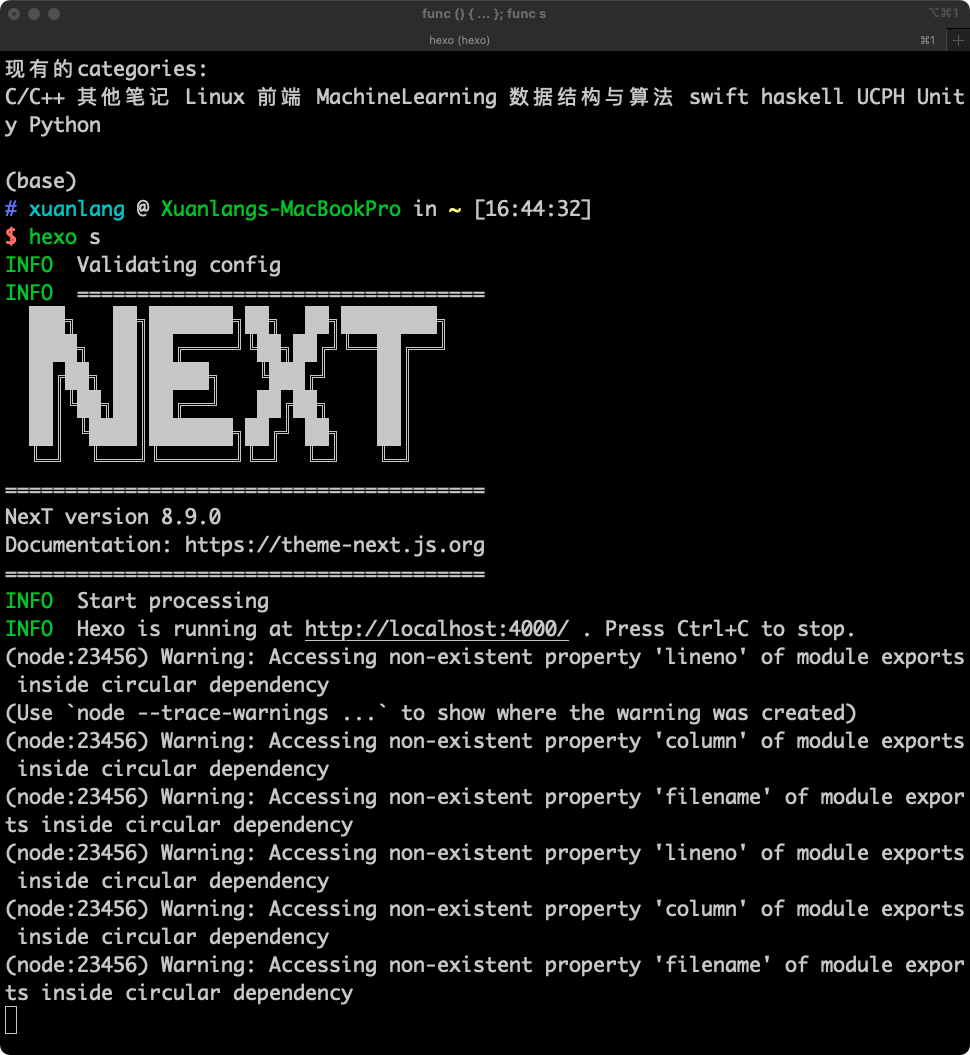 func () { ... }; func s
⌥⌘1
hexo (hexo)
⌘1
现有的categories:
C/C++ 其他笔记 Linux 前端 MachineLearning 数据结构与算法 swift haskell UCPH Unit
y Python
(base)
# xuanlang @ Xuanlangs-MacBookPro in ~ [16:44:32]
$ hexo s
INFO  Validating config
INFO  ==================================
NEXT
========================================
NexT version 8.9.0
Documentation: https://theme-next.js.org
========================================
INFO  Start processing
INFO  Hexo is running at http://localhost:4000/ . Press Ctrl+C to stop.
(node:23456) Warning: Accessing non-existent property 'lineno' of module exports
 inside circular dependency
(Use `node --trace-warnings ...` to show where the warning was created)
(node:23456) Warning: Accessing non-existent property 'column' of module exports
 inside circular dependency
(node:23456) Warning: Accessing non-existent property 'filename' of module expor
ts inside circular dependency
(node:23456) Warning: Accessing non-existent property 'lineno' of module exports
 inside circular dependency
(node:23456) Warning: Accessing non-existent property 'column' of module exports
 inside circular dependency
(node:23456) Warning: Accessing non-existent property 'filename' of module expor
ts inside circular dependency